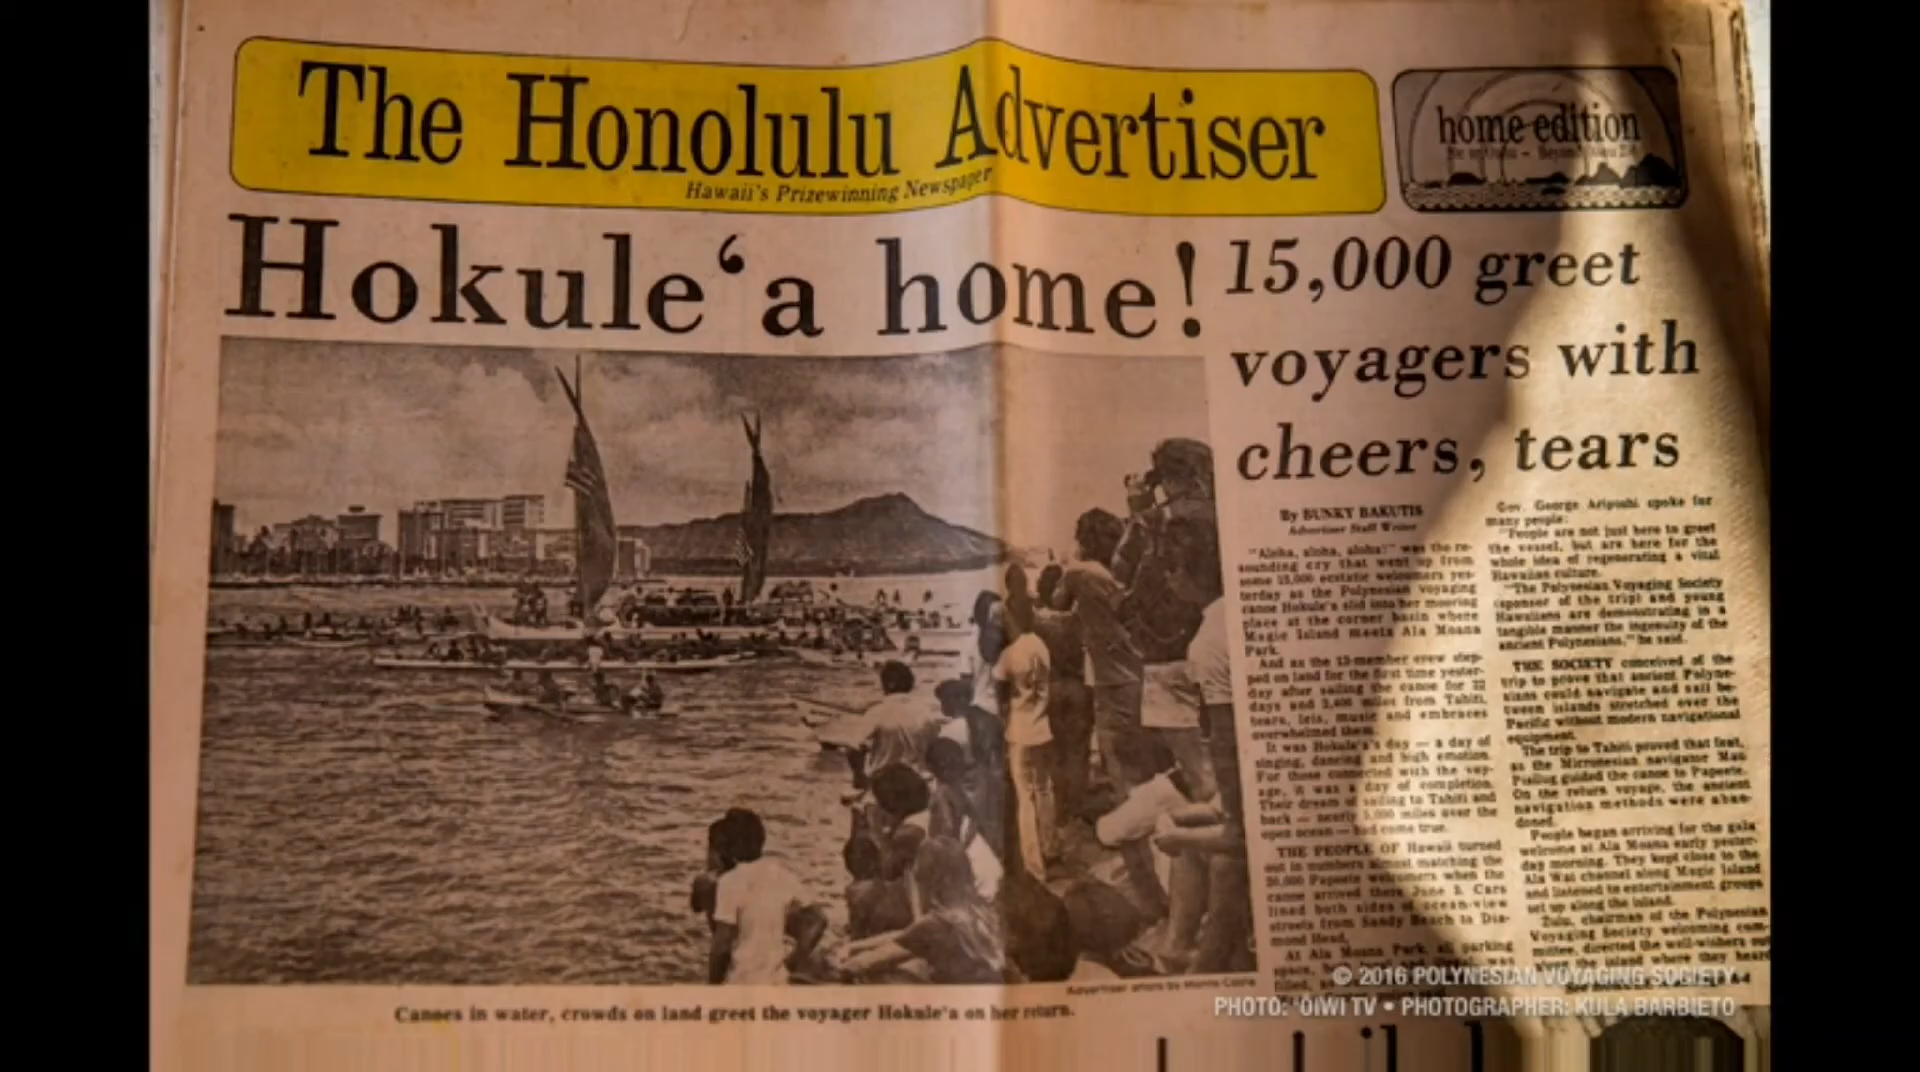 The Honolulu Advertiser
Hawaii's Prizewinning Newspaper
home edition
Hokule‘a home!
15,000 greet
voyagers with
cheers, tears
By BUNKY BAKUTIS
Advertiser Staff Writer
"Aloha, aloha, aloha!" was the re-
sounding cry that went up from
some 15,000 ecstatic welcomers yes-
terday as the Polynesian voyaging
canoe Hokule'a slid into her mooring
place at the corner basin where
Magic Island meets Ala Moana
Park.
And as the 13-member crew step-
ped on land for the first time yester-
day after sailing the canoe for 22
days and miles from Tahiti,
tears, leis, music and embraces
overwhelmed them.
It was Hokule'a's day — a day of
singing, dancing and high emotion.
For those connected with the voy-
age, it was a day of completion.
Their dream of sailing to Tahiti and
back — nearly miles over the
open ocean — had come true.
THE PEOPLE OF Hawaii turned
out in numbers almost matching the
Papeete welcomers when the
canoe arrived there June Cars
lined both sides of ocean-view
streets from Sandy Beach to Dia-
mond Head.
At Ala Moana Park, all parking
Gov. George Ariyoshi spoke for
many people:
"People are not just here to greet
the vessel, but are here for the
whole idea of regenerating a vital
Hawaiian culture.
"The Polynesian Voyaging Society
(sponsor of the trip) and young
Hawaiians are demonstrating in a
tangible manner the ingenuity of the
ancient Polynesians," he said.
THE SOCIETY conceived of the
trip to prove that ancient Polyne-
sians could navigate and sail be-
tween islands stretched over the
Pacific without modern navigational
equipment.
The trip to Tahiti proved that feat,
as the Micronesian navigator Mau
Piailug guided the canoe to Papeete.
On the return voyage, the ancient
navigation methods were aban-
doned.
People began arriving for the gala
welcome at Ala Moana early yester-
day morning. They kept close to the
Ala Wai channel along Magic Island
and listened to entertainment groups
set up along the island.
Zulu, chairman of the Polynesian
Voyaging Society welcoming com-
mittee, directed the well-wishers
the island where they heard
Canoes in water, crowds on land greet the voyager Hokule'a on her return.
© 2016 POLYNESIAN VOYAGING SOCIETY
PHOTO: ‘ŌIWI TV • PHOTOGRAPHER: KULA BARBIETO